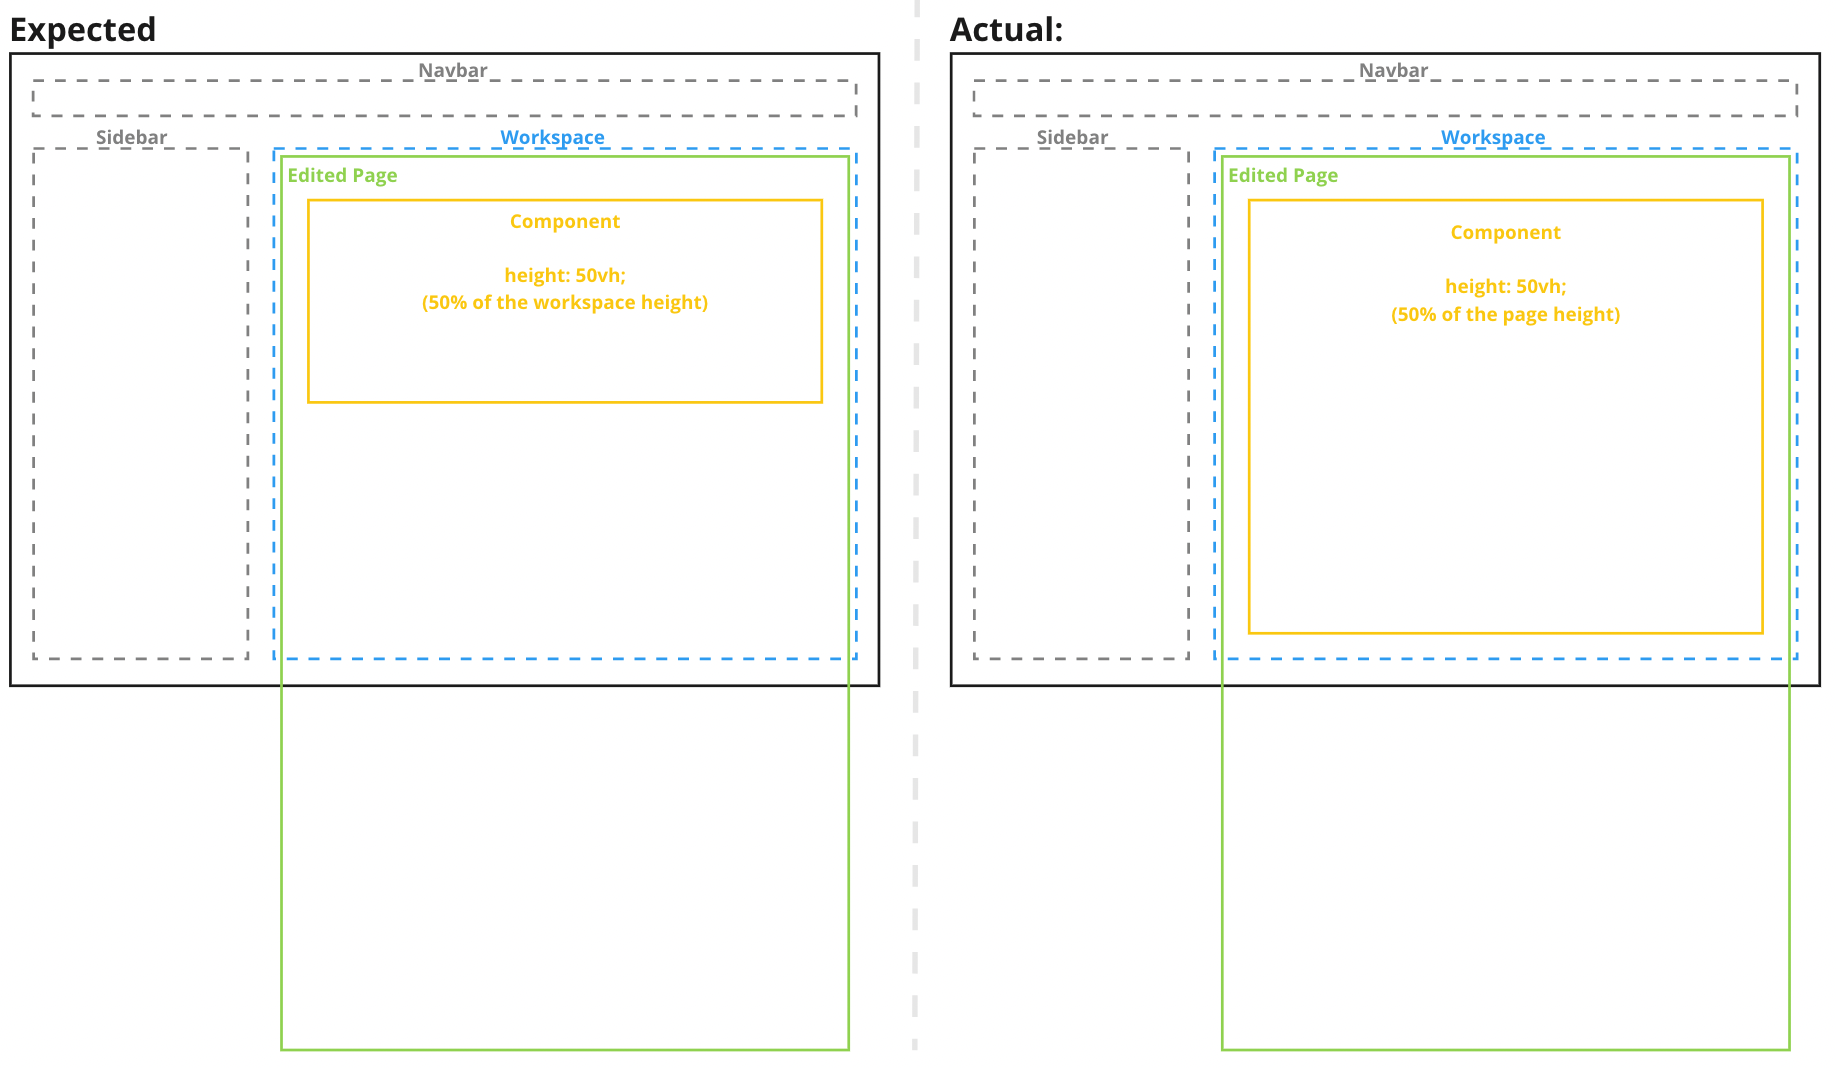 Expected
Navbar
Sidebar
Workspace
Edited Page
Component
height: 50vh;
(50% of the workspace height)
Actual:
Navbar
Sidebar
Workspace
Edited Page
Component
height: 50vh;
(50% of the page height)